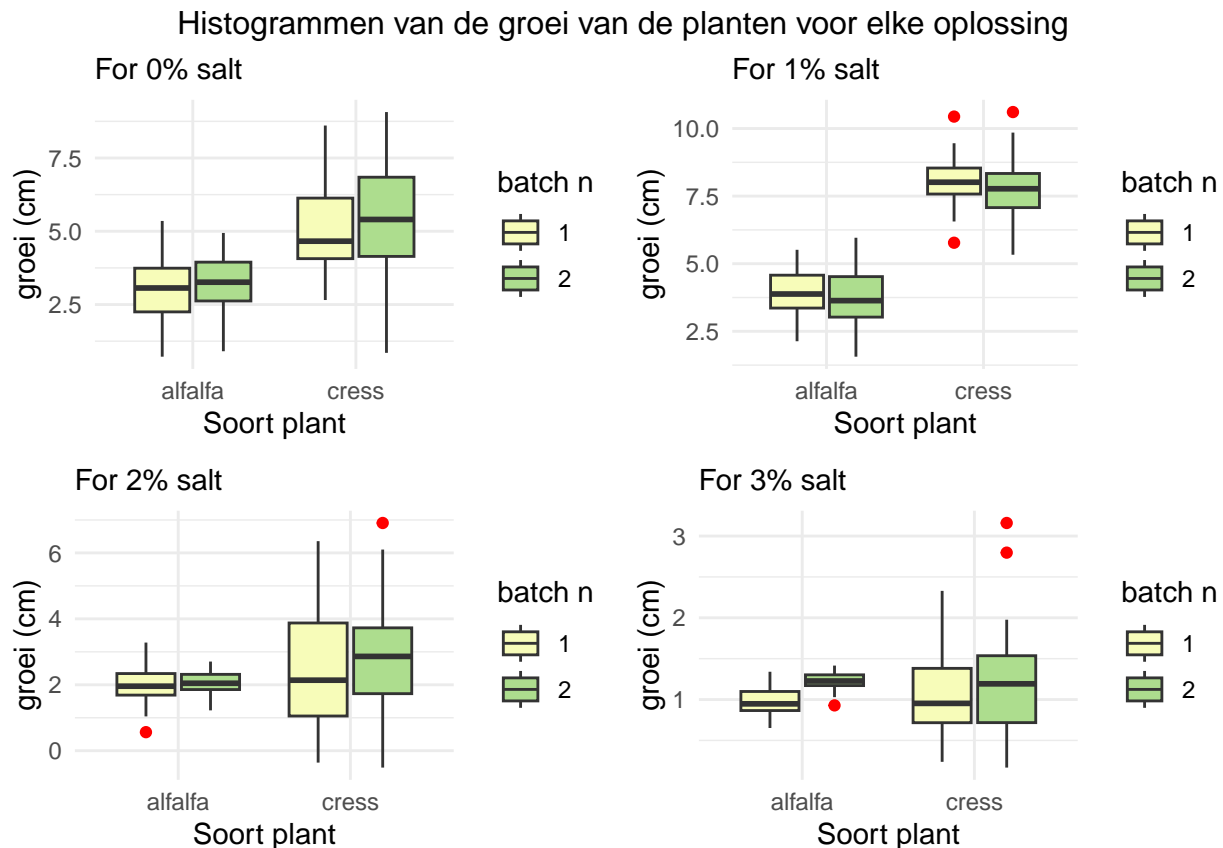 Histogrammen van de groei van de planten voor elke oplossing
For 0% salt
7.5
5.0
2.5
groei (cm)
alfalfa cress
Soort plant
batch n
1
2
For 1% salt
10.0
7.5
5.0
2.5
groei (cm)
alfalfa cress
Soort plant
batch n
1
2
For 2% salt
6
4
2
0
groei (cm)
alfalfa cress
Soort plant
batch n
1
2
For 3% salt
3
2
1
groei (cm)
alfalfa cress
Soort plant
batch n
1
2